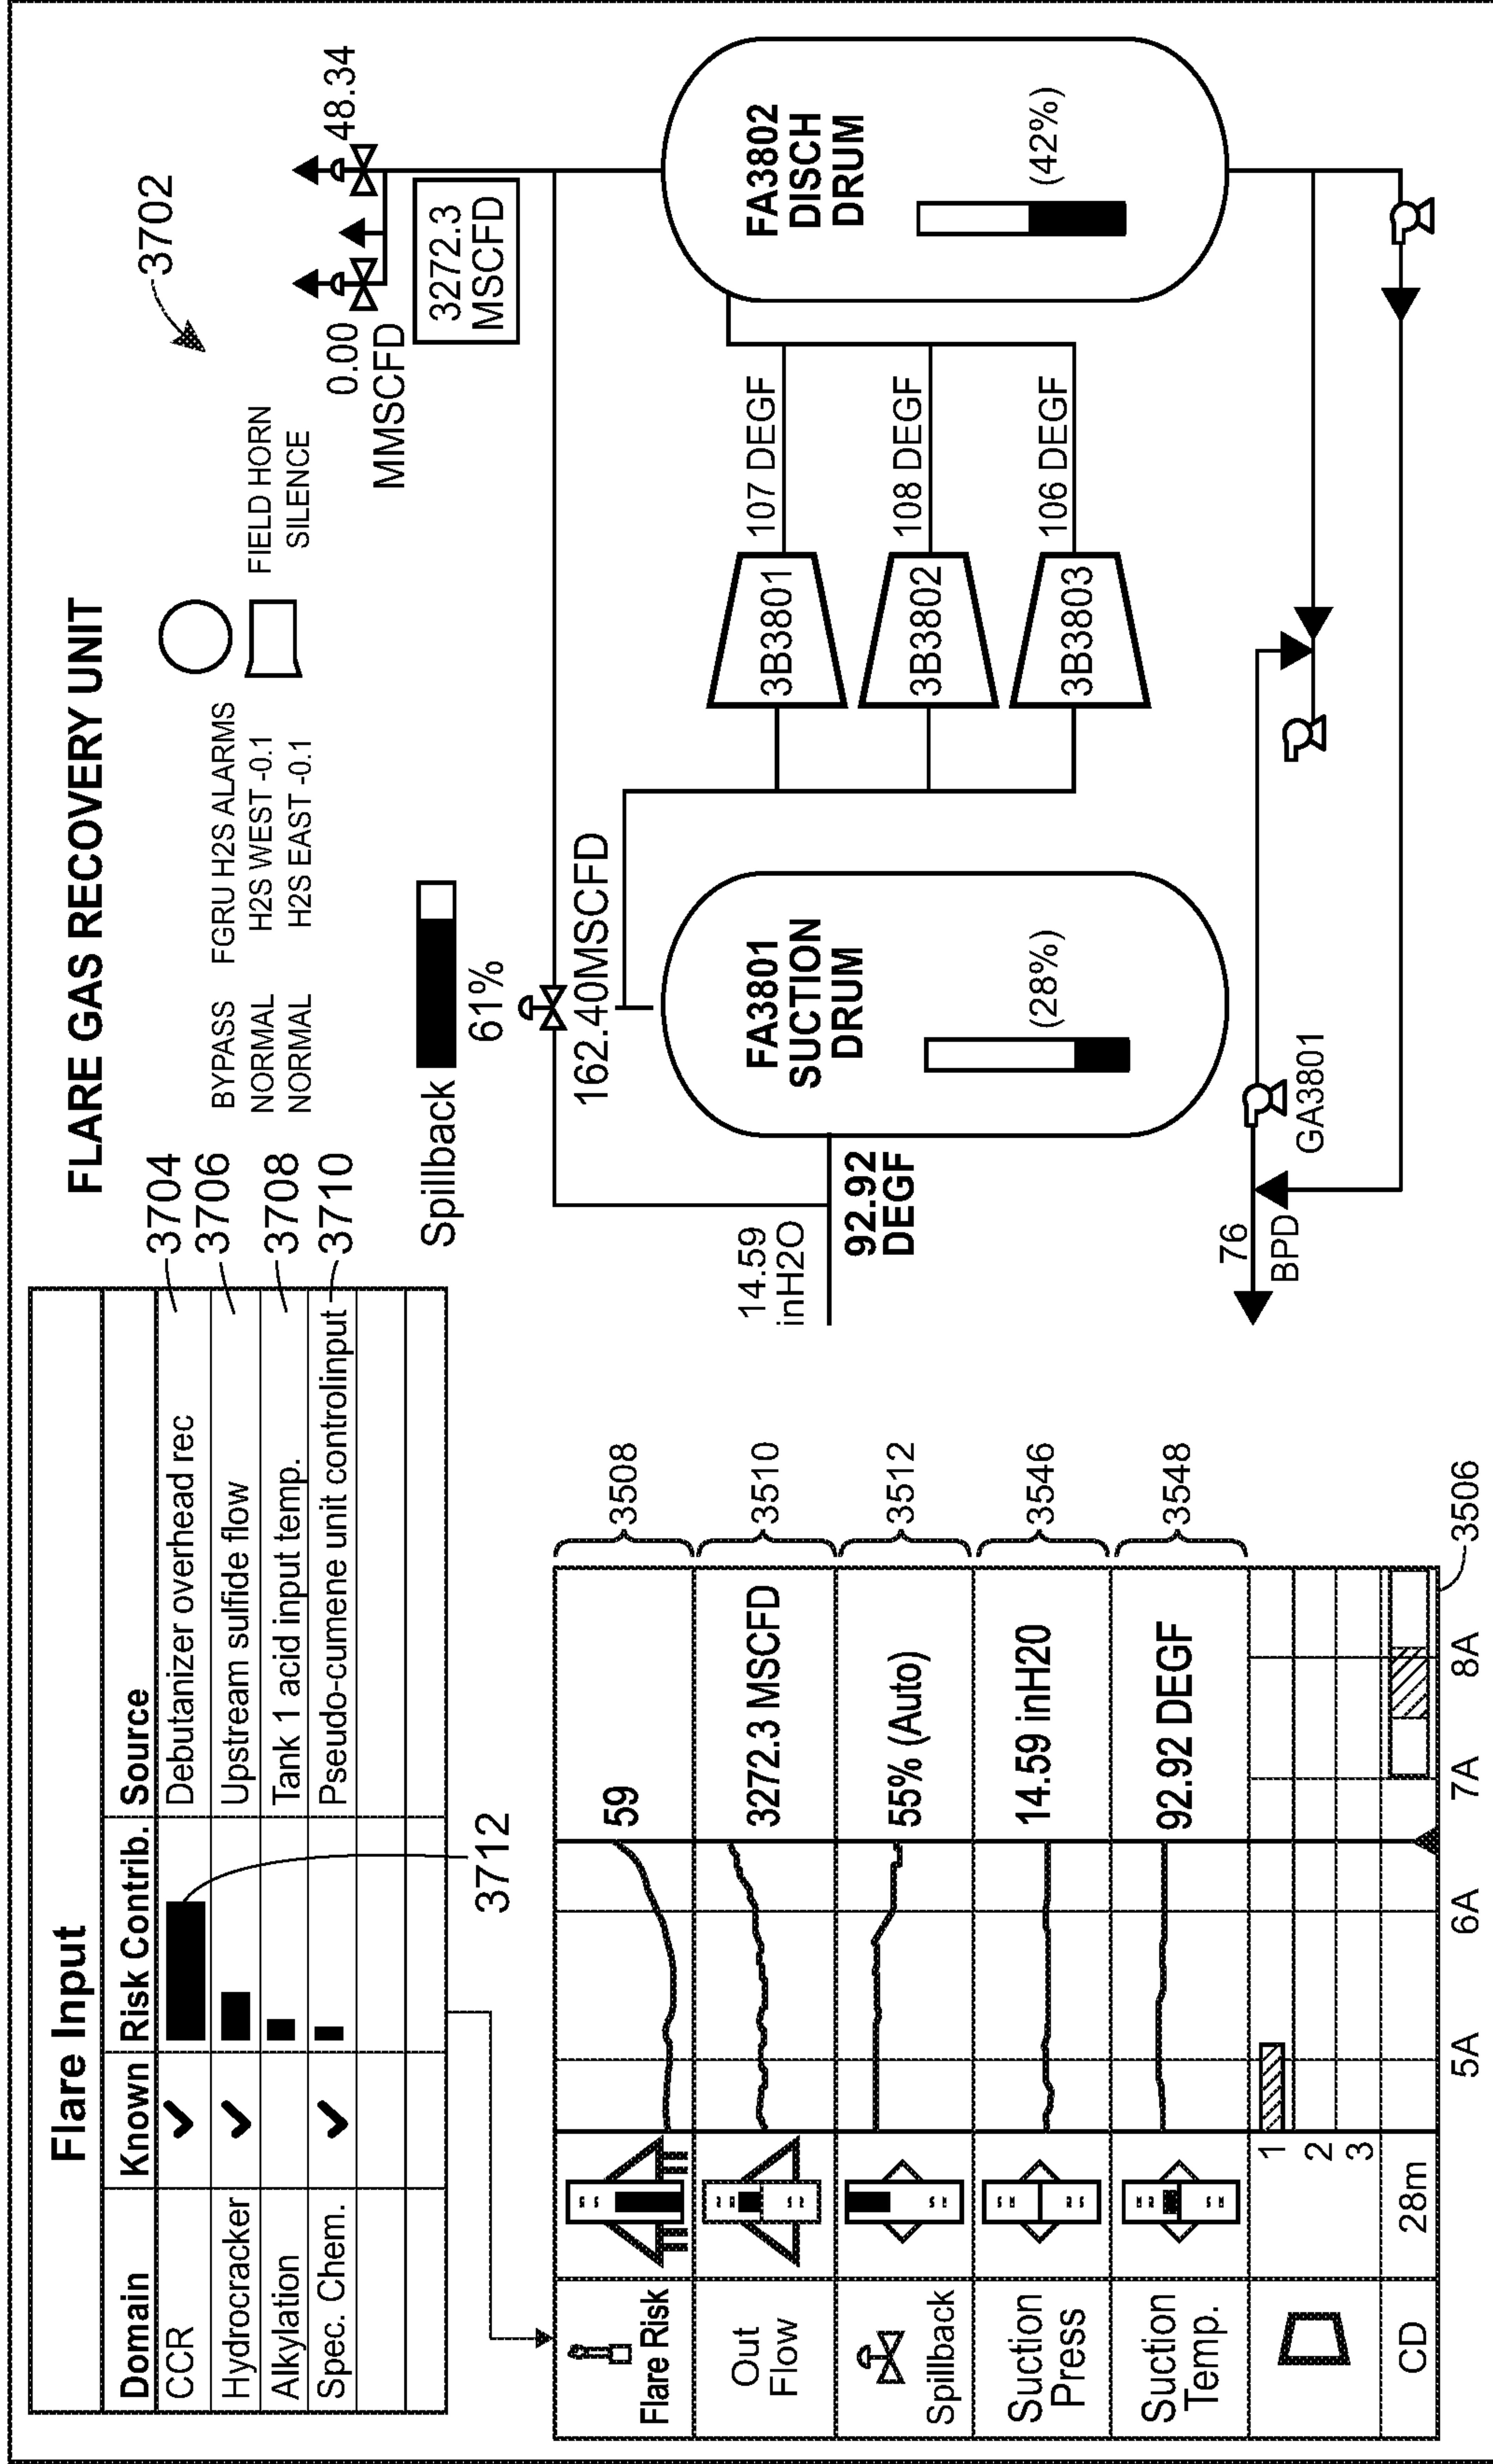 Flare Input
Domain Known Risk Contrib. Source
CCR Debutanizer overhead rec
Hydrocracker Upstream sulfide flow
Alkylation Tank 1 acid input temp.
Spec. Chem. Pseudo-cumene unit controlinput
3704
3706
3708
3710
3712
FLARE GAS RECOVERY UNIT
3702
BYPASS FGRU H2S ALARMS
NORMAL H2S WEST -0.1
NORMAL H2S EAST -0.1
FIELD HORN
SILENCE
Spillback
61%
0.00
MMSCFD
48.34
3272.3
MSCFD
162.40MSCFD
14.59
inH2O
92.92
DEGF
FA3801
SUCTION
DRUM
(28%)
3B3801
107 DEGF
3B3802
108 DEGF
3B3803
106 DEGF
FA3802
DISCH
DRUM
(42%)
76
BPD
GA3801
Flare Risk
59
3508
Out
Flow
3272.3 MSCFD
3510
Spillback
55% (Auto)
3512
Suction
Press
14.59 inH20
3546
Suction
Temp.
92.92 DEGF
3548
1
2
3
CD 28m
5A 6A 7A 8A
3506